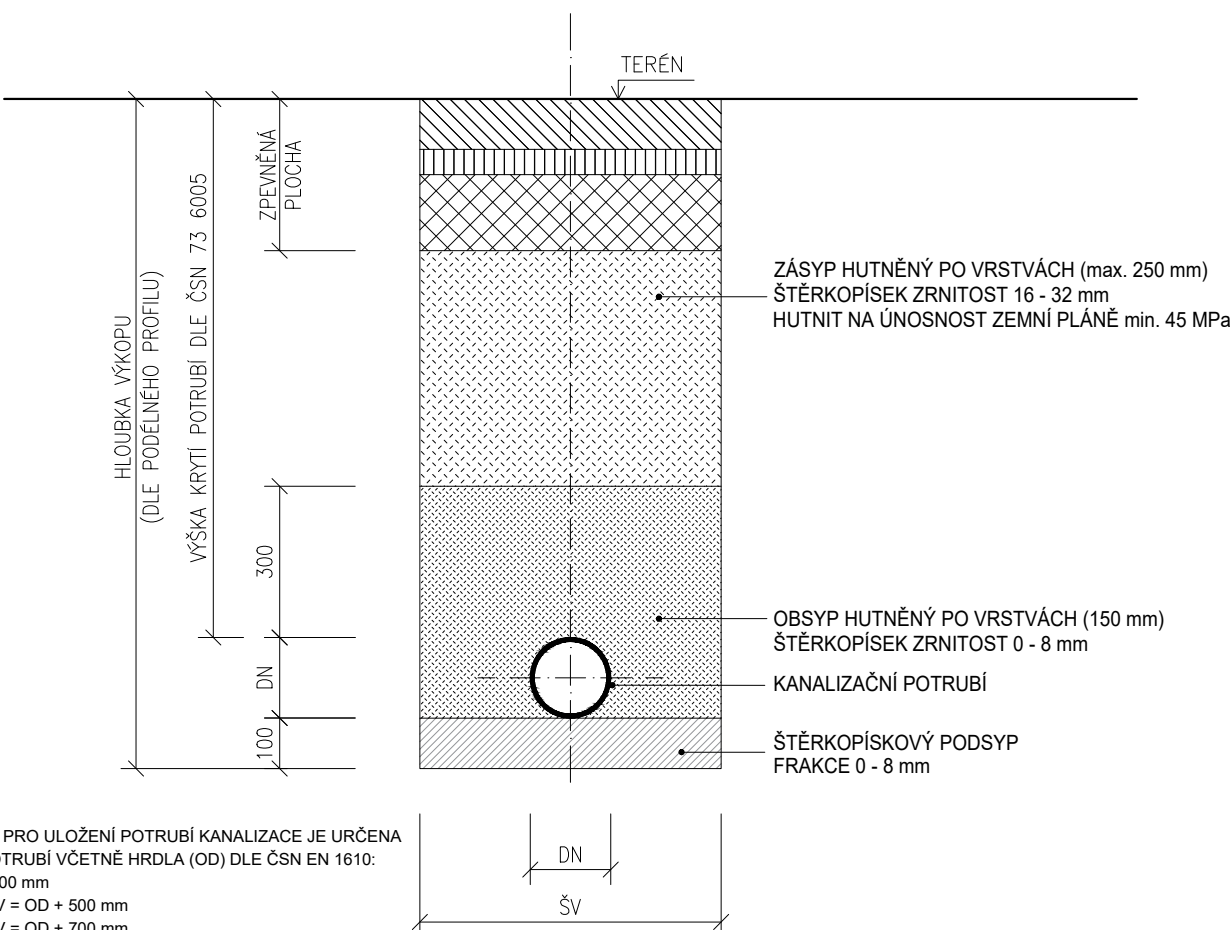 TERÉN
ZPEVNĚNÁ
PLOCHA
HLOUBKA VÝKOPU
(DLE PODÉLNÉHO PROFILU)
VÝŠKA KRYTÍ POTRUBÍ DLE ČSN 73 6005
300
DN
100
ZÁSYP HUTNĚNÝ PO VRSTVÁCH (max. 250 mm)
ŠTĚRKOPÍSEK ZRNITOST 16 - 32 mm
HUTNIT NA ÚNOSNOST ZEMNÍ PLÁNĚ min. 45 MPa
OBSYP HUTNĚNÝ PO VRSTVÁCH (150 mm)
ŠTĚRKOPÍSEK ZRNITOST 0 - 8 mm
KANALIZAČNÍ POTRUBÍ
ŠTĚRKOPÍSKOVÝ PODSYP
FRAKCE 0 - 8 mm
PRO ULOŽENÍ POTRUBÍ KANALIZACE JE URČENA
OTRUBÍ VČETNĚ HRDLA (OD) DLE ČSN EN 1610:
00 mm
V = OD + 500 mm
V = OD + 700 mm
DN
ŠV